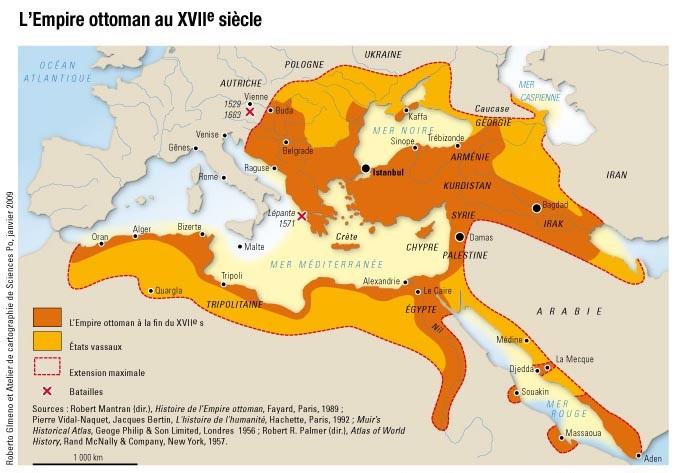 L'Empire ottoman au XVIIe siècle
OCÉAN
ATLANTIQUE
UKRAINE
POLOGNE
AUTRICHE
Vienne
1529
1663
Buda
MER
CASPIENNE
Caucase
GÉORGIE
Kaffa
MER NOIRE
Venise
Gênes
Belgrade
Sinope
Trébizonde
ARMÉNIE
Raguse
Rome
Istanbul
KURDISTAN
IRAN
Lépante
1571
Bagdad
IRAK
SYRIE
Oran
Alger
Bizerte
Malte
Crète
CHYPRE
Damas
PALESTINE
MER MÉDITERRANÉE
Tripoli
Quargla
TRIPOLITAINE
Alexandrie
Le Caire
ÉGYPTE
Nil
ARABIE
Médine
La Mecque
Djedda
MER
ROUGE
Souakin
Massaoua
Aden
L'Empire ottoman à la fin du XVIIe s
États vassaux
Extension maximale
Batailles
Sources : Robert Mantran (dir.), Histoire de l'Empire ottoman, Fayard, Paris, 1989 ;
Pierre Vidal-Naquet, Jacques Bertin, L'histoire de l'humanité, Hachette, Paris, 1992 ; Muir's
Historical Atlas, Geoge Philip & Son Limited, Londres 1956 ; Robert R. Palmer (dir.), Atlas of World
History, Rand McNally & Company, New York, 1957.
1 000 km
Roberto Gimeno et Atelier de cartographie de Sciences Po, janvier 2009